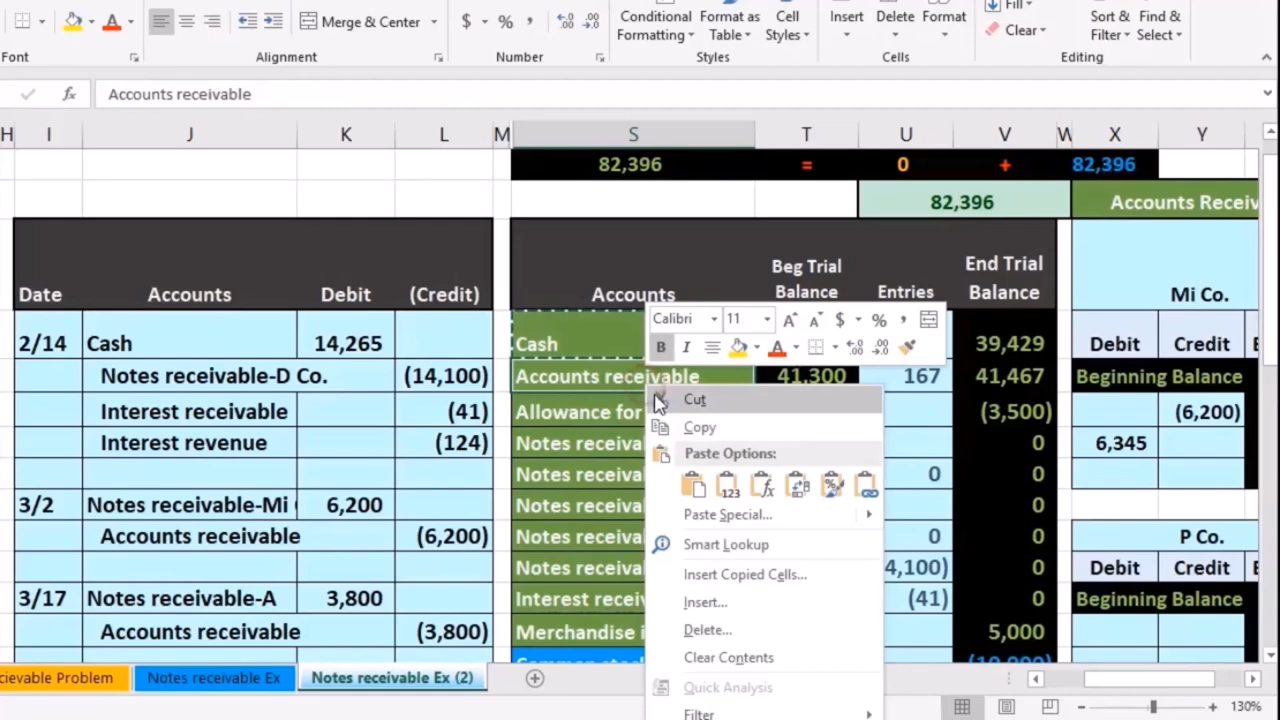 Merge & Center
$ % , .00
Conditional Formatting
Format as Table
Cell Styles
Insert
Delete
Format
Fill
Clear
Sort & Filter
Find & Select
Font
Alignment
Number
Styles
Cells
Editing
fx Accounts receivable
H I J K L M S T U V W X Y
82,396 = 0 + 82,396
82,396 Accounts Receiv
Date Accounts Debit (Credit)
Accounts Beg Trial Balance Entries End Trial Balance
Mi Co.
Calibri 11 $ % ,
B I A
2/14 Cash 14,265 Cash 39,429 Debit Credit
Notes receivable-D Co. (14,100) Accounts receivable 41,300 167 41,467 Beginning Balance
Interest receivable (41) Allowance for (3,500) (6,200)
Interest revenue (124) Notes receiva 0 6,345
Notes receiva 0 0
3/2 Notes receivable-Mi 6,200 Notes receiva 0 P Co.
Accounts receivable (6,200) Notes receiva 0 0
Notes receiva 4,100) 0 Debit Credit
3/17 Notes receivable-A 3,800 Interest receiv (41) 0 Beginning Balance
Accounts receivable (3,800) Merchandise i 5,000
Cut
Copy
Paste Options:
123 fx
Paste Special...
Smart Lookup
Insert Copied Cells...
Insert...
Delete...
Clear Contents
Quick Analysis
Filter
cievable Problem
Notes receivable Ex
Notes receivable Ex (2)
130%